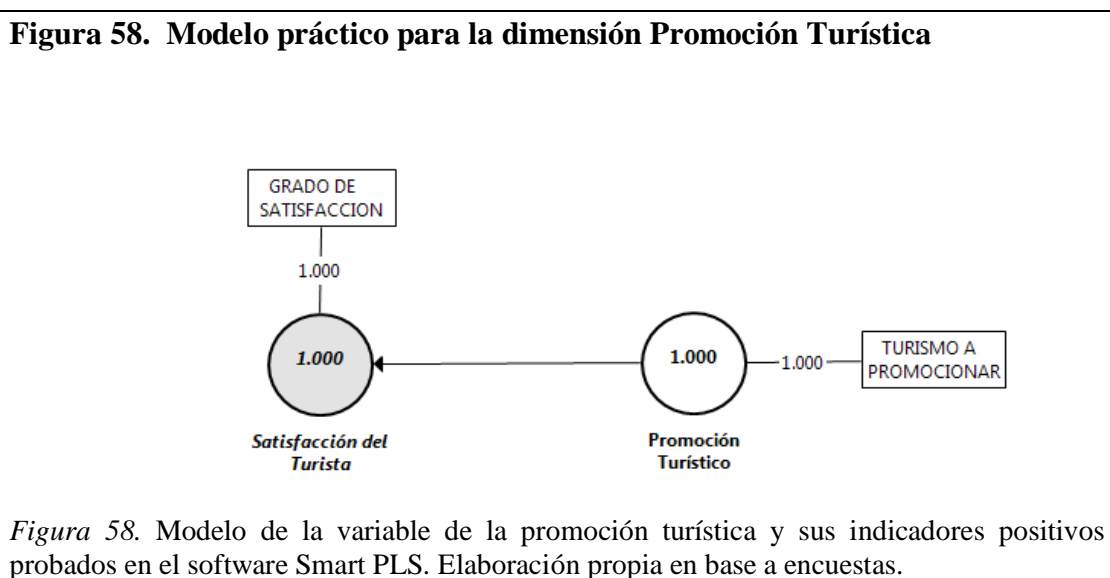 Figura 58. Modelo práctico para la dimensión Promoción Turística
GRADO DE
SATISFACCION
1.000
1.000
1.000
1.000
TURISMO A
PROMOCIONAR
Satisfacción del
Turista
Promoción
Turístico
Figura 58. Modelo de la variable de la promoción turística y sus indicadores positivos
probados en el software Smart PLS. Elaboración propia en base a encuestas.